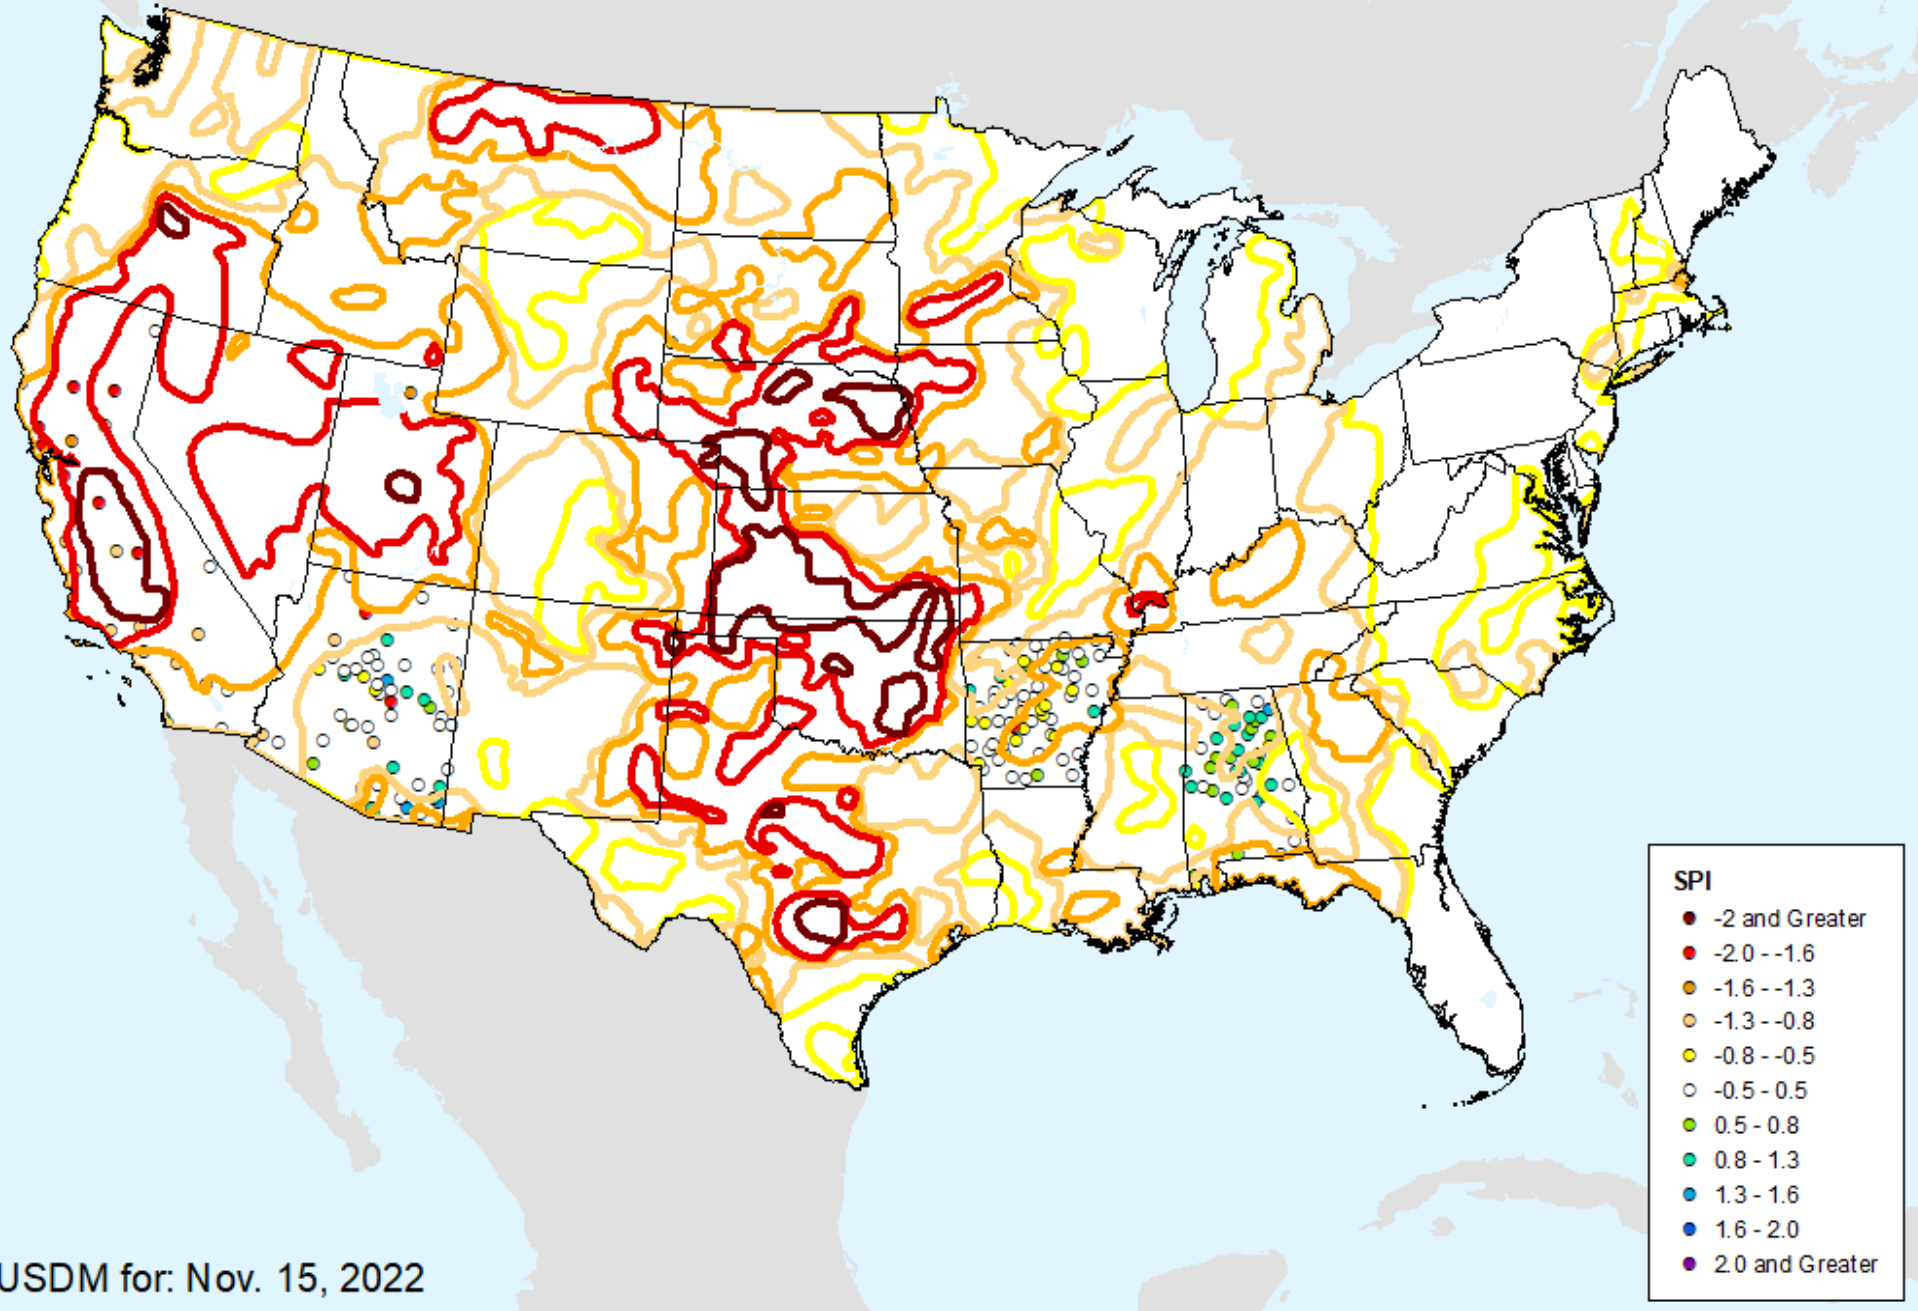 SPI
-2 and Greater
-2.0 - -1.6
-1.6 - -1.3
-1.3 - -0.8
-0.8 - -0.5
-0.5 - 0.5
0.5 - 0.8
0.8 - 1.3
1.3 - 1.6
1.6 - 2.0
2.0 and Greater
USDM for: Nov. 15, 2022